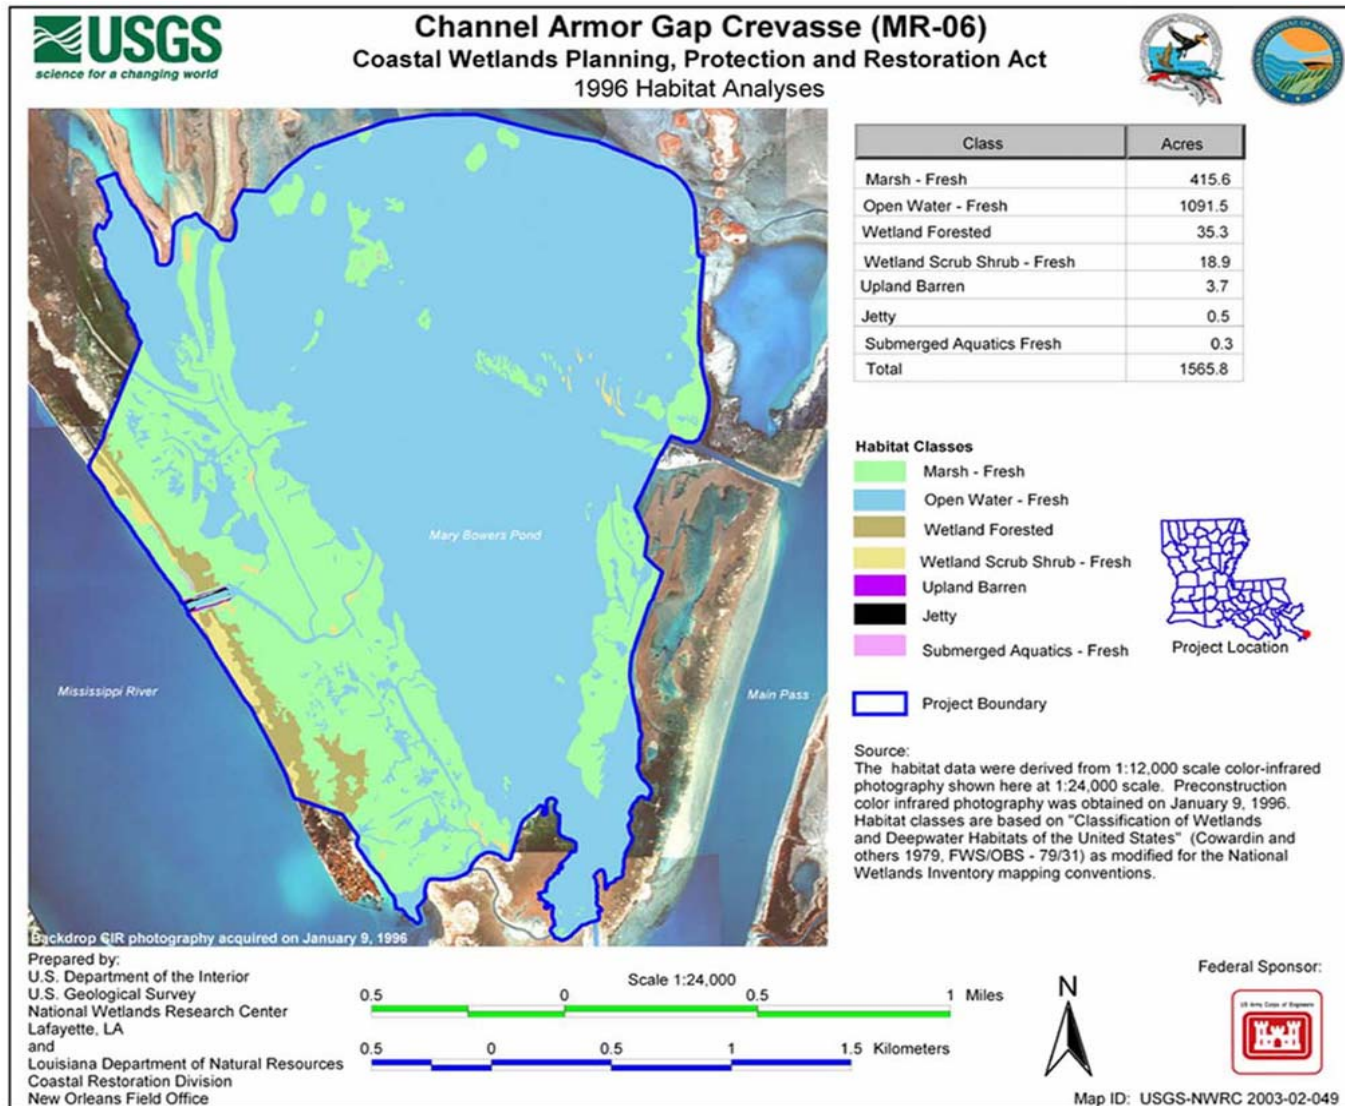 USGS
science for a changing world
Channel Armor Gap Crevasse (MR-06)
Coastal Wetlands Planning, Protection and Restoration Act
1996 Habitat Analyses
Class Acres
Marsh - Fresh 415.6
Open Water - Fresh 1091.5
Wetland Forested 35.3
Wetland Scrub Shrub - Fresh 18.9
Upland Barren 3.7
Jetty 0.5
Submerged Aquatics Fresh 0.3
Total 1565.8
Habitat Classes
Marsh - Fresh
Open Water - Fresh
Wetland Forested
Wetland Scrub Shrub - Fresh
Upland Barren
Jetty
Submerged Aquatics - Fresh
Project Boundary
Project Location
Mary Bowers Pond
Mississippi River
Main Pass
Backdrop CIR photography acquired on January 9, 1996
Source:
The habitat data were derived from 1:12,000 scale color-infrared
photography shown here at 1:24,000 scale. Preconstruction
color infrared photography was obtained on January 9, 1996.
Habitat classes are based on "Classification of Wetlands
and Deepwater Habitats of the United States" (Cowardin and
others 1979, FWS/OBS - 79/31) as modified for the National
Wetlands Inventory mapping conventions.
Prepared by:
U.S. Department of the Interior
U.S. Geological Survey
National Wetlands Research Center
Lafayette, LA
and
Louisiana Department of Natural Resources
Coastal Restoration Division
New Orleans Field Office
Scale 1:24,000
0.5 0 0.5 1 Miles
0.5 0 0.5 1 1.5 Kilometers
N
Federal Sponsor:
US Army Corps of Engineers
Map ID: USGS-NWRC 2003-02-049